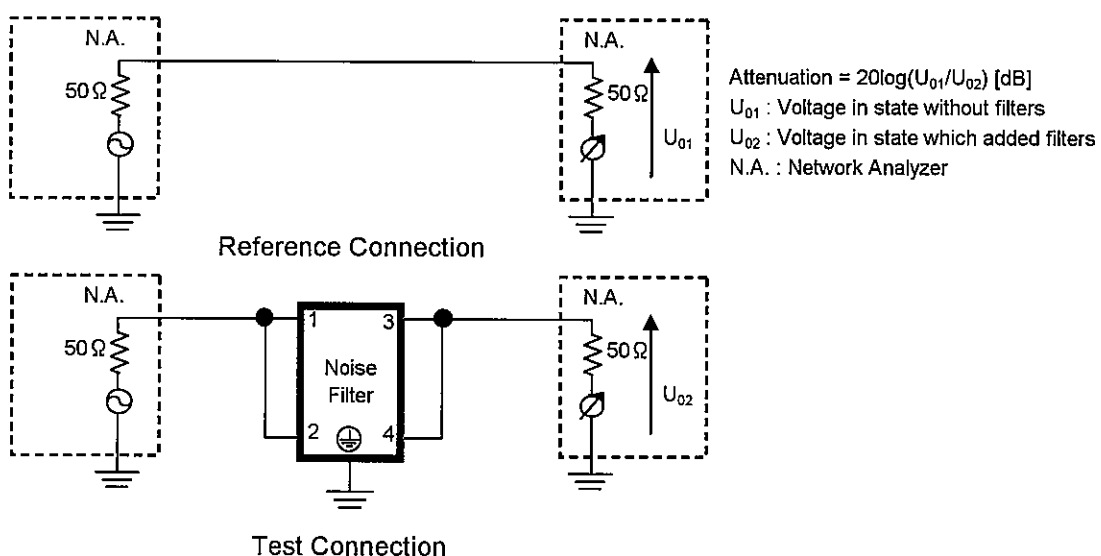 N.A.
50Ω
N.A.
50Ω
U01
Attenuation = 20log(U01/U02) [dB]
U01 : Voltage in state without filters
U02 : Voltage in state which added filters
N.A. : Network Analyzer
Reference Connection
N.A.
50Ω
1
3
Noise
Filter
2
4
N.A.
50Ω
U02
Test Connection